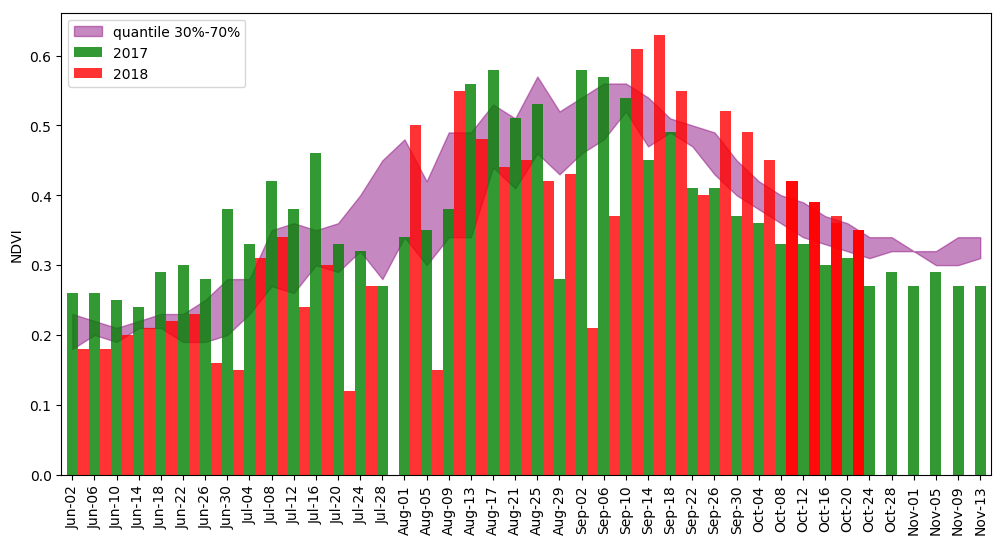 quantile 30%-70%
2017
2018
NDVI
0.6
0.5
0.4
0.3
0.2
0.1
0.0
Jun-02
Jun-06
Jun-10
Jun-14
Jun-18
Jun-22
Jun-26
Jun-30
Jul-04
Jul-08
Jul-12
Jul-16
Jul-20
Jul-24
Jul-28
Aug-01
Aug-05
Aug-09
Aug-13
Aug-17
Aug-21
Aug-25
Aug-29
Sep-02
Sep-06
Sep-10
Sep-14
Sep-18
Sep-22
Sep-26
Sep-30
Oct-04
Oct-08
Oct-12
Oct-16
Oct-20
Oct-24
Oct-28
Nov-01
Nov-05
Nov-09
Nov-13